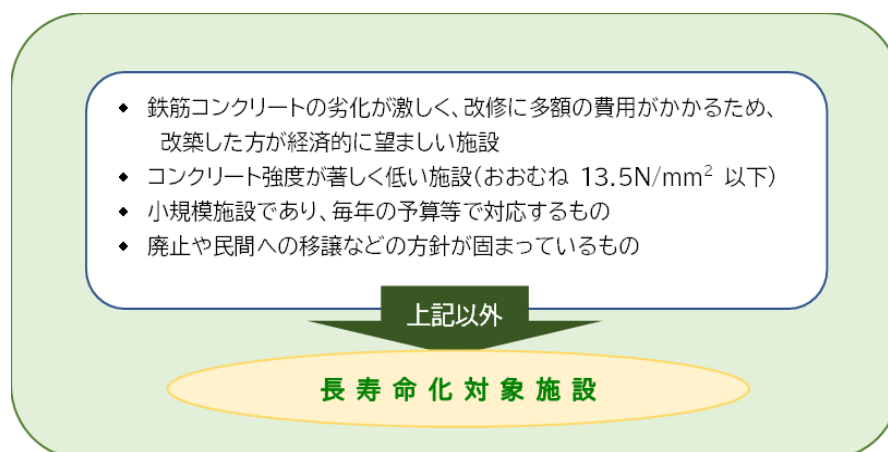 ◆ 鉄筋コンクリートの劣化が激しく、改修に多額の費用がかかるため、
改築した方が経済的に望ましい施設
◆ コンクリート強度が著しく低い施設(おおむね 13.5N/mm² 以下)
◆ 小規模施設であり、毎年の予算等で対応するもの
◆ 廃止や民間への移譲などの方針が固まっているもの
上記以外
長寿命化対象施設